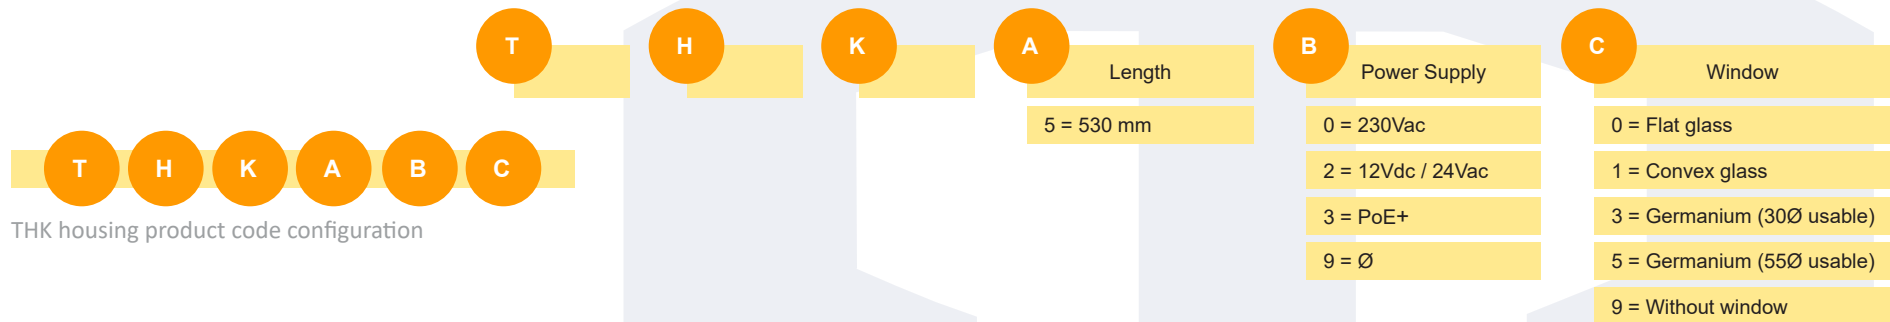 T H K A B C
Length Power Supply Window
5 = 530 mm 0 = 230Vac 0 = Flat glass
T H K A B C
2 = 12Vdc / 24Vac 1 = Convex glass
THK housing product code configuration
3 = PoE+ 3 = Germanium (30Ø usable)
9 = Ø 5 = Germanium (55Ø usable)
9 = Without window